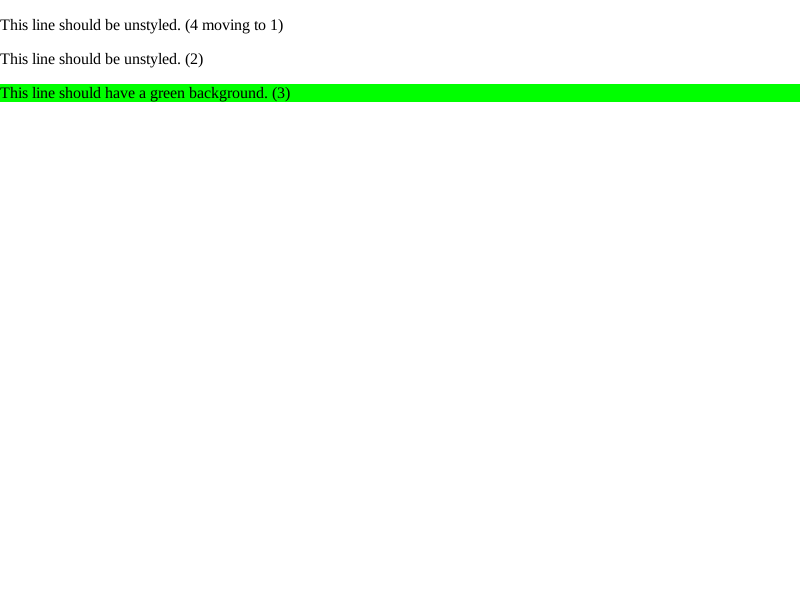 This line should be unstyled. (4 moving to 1)
This line should be unstyled. (2)
This line should have a green background. (3)